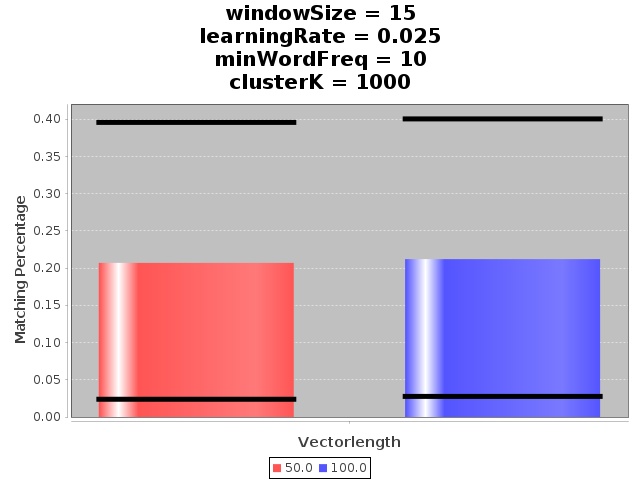 windowSize = 15
learningRate = 0.025
minWordFreq = 10
clusterK = 1000
Matching Percentage
0.40
0.35
0.30
0.25
0.20
0.15
0.10
0.05
0.00
Vectorlength
50.0 100.0